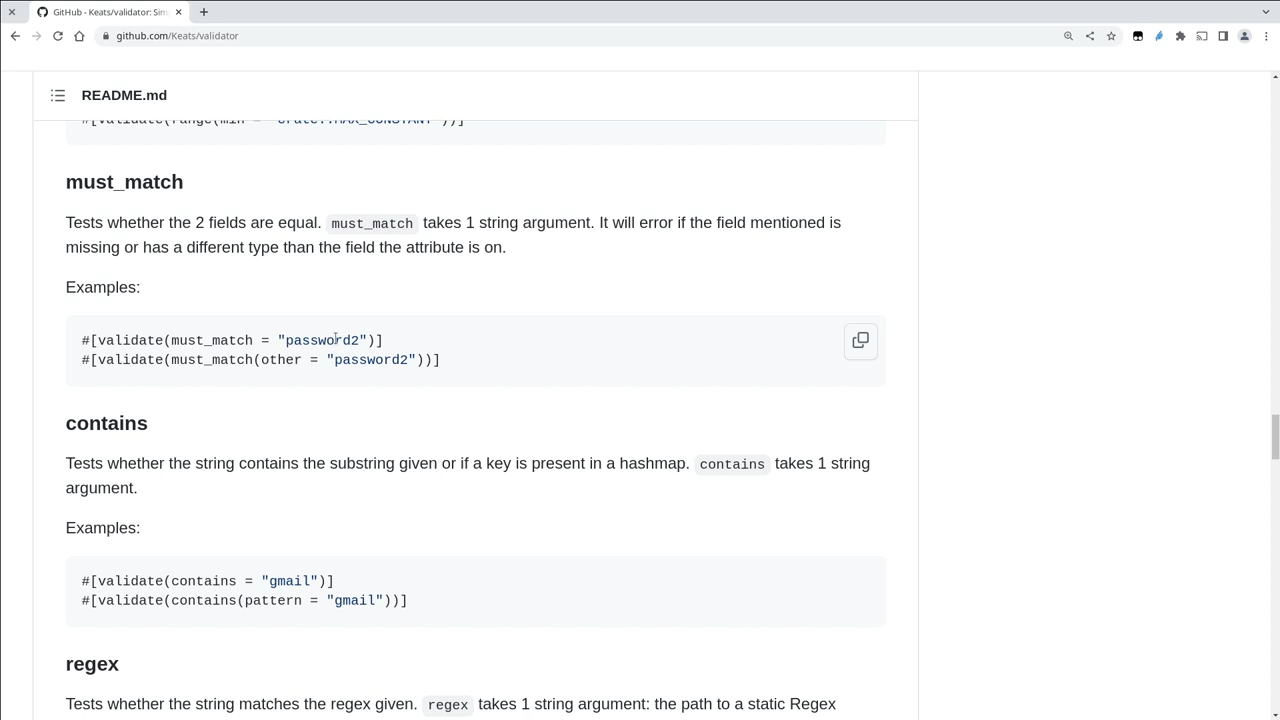 GitHub - Keats/validator: Sim
github.com/Keats/validator
README.md
#[validate(range(min = "crate::MAX_CONSTANT"))]
must_match
Tests whether the 2 fields are equal. must_match takes 1 string argument. It will error if the field mentioned is
missing or has a different type than the field the attribute is on.
Examples:
#[validate(must_match = "password2")]
#[validate(must_match(other = "password2"))]
contains
Tests whether the string contains the substring given or if a key is present in a hashmap. contains takes 1 string
argument.
Examples:
#[validate(contains = "gmail")]
#[validate(contains(pattern = "gmail"))]
regex
Tests whether the string matches the regex given. regex takes 1 string argument: the path to a static Regex